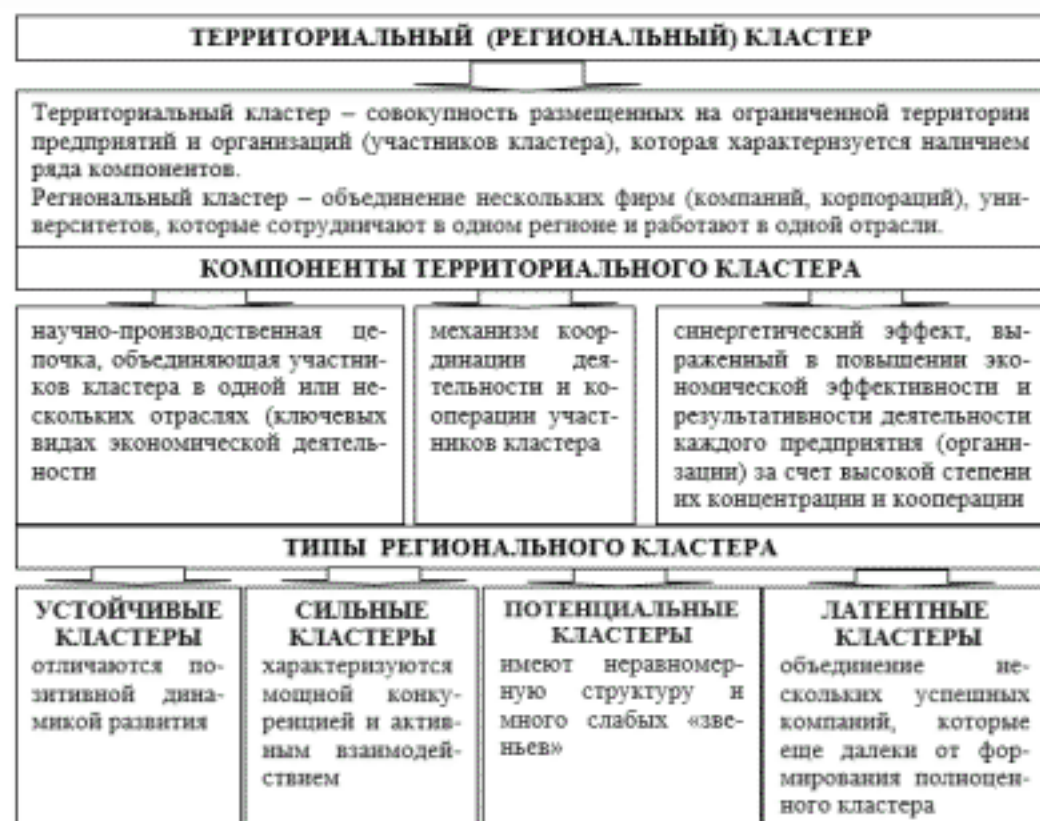 ТЕРРИТОРИАЛЬНЫЙ (РЕГИОНАЛЬНЫЙ) КЛАСТЕР
Территориальный кластер – совокупность размещенных на ограниченной территории
предприятий и организаций (участников кластера), которая характеризуется наличием
ряда компонентов.
Региональный кластер – объединение нескольких фирм (компаний, корпораций), уни-
верситетов, которые сотрудничают в одном регионе и работают в одной отрасли.
КОМПОНЕНТЫ ТЕРРИТОРИАЛЬНОГО КЛАСТЕРА
научно-производственная це-
почка, объединяющая участни-
ков кластера в одной или не-
скольких отраслях (ключевых
видах экономической деятель-
ности
механизм коор-
динации дея-
тельности и ко-
операции участ-
ников кластера
синергетический эффект, вы-
раженный в повышении эко-
номической эффективности и
результативности деятельности
каждого предприятия (органи-
зации) за счет высокой степени
их концентрации и кооперации
ТИПЫ РЕГИОНАЛЬНОГО КЛАСТЕРА
УСТОЙЧИВЫЕ
КЛАСТЕРЫ
отличаются по-
зитивной дина-
микой развития
СИЛЬНЫЕ
КЛАСТЕРЫ
характеризуются
мощной конку-
ренцией и актив-
ным взаимодей-
ствием
ПОТЕНЦИАЛЬНЫЕ
КЛАСТЕРЫ
имеют неравномер-
ную структуру и
много слабых «зве-
ньев»
ЛАТЕНТНЫЕ
КЛАСТЕРЫ
объединение не-
скольких успешных
компаний, которые
еще далеки от фор-
мирования полноцен-
ного кластера